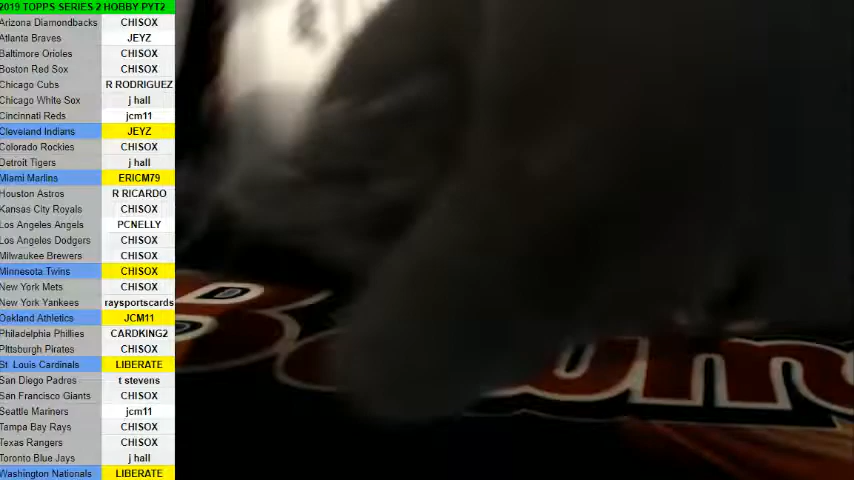 2019 TOPPS SERIES 2 HOBBY PYT2
Arizona Diamondbacks CHISOX
Atlanta Braves JEYZ
Baltimore Orioles CHISOX
Boston Red Sox CHISOX
Chicago Cubs R RODRIGUEZ
Chicago White Sox j hall
Cincinnati Reds jcm11
Cleveland Indians JEYZ
Colorado Rockies CHISOX
Detroit Tigers j hall
Miami Marlins ERICM79
Houston Astros R RICARDO
Kansas City Royals CHISOX
Los Angeles Angels PCNELLY
Los Angeles Dodgers CHISOX
Milwaukee Brewers CHISOX
Minnesota Twins CHISOX
New York Mets CHISOX
New York Yankees raysportscards
Oakland Athletics JCM11
Philadelphia Phillies CARDKING2
Pittsburgh Pirates CHISOX
St. Louis Cardinals LIBERATE
San Diego Padres t stevens
San Francisco Giants CHISOX
Seattle Mariners jcm11
Tampa Bay Rays CHISOX
Texas Rangers CHISOX
Toronto Blue Jays j hall
Washington Nationals LIBERATE